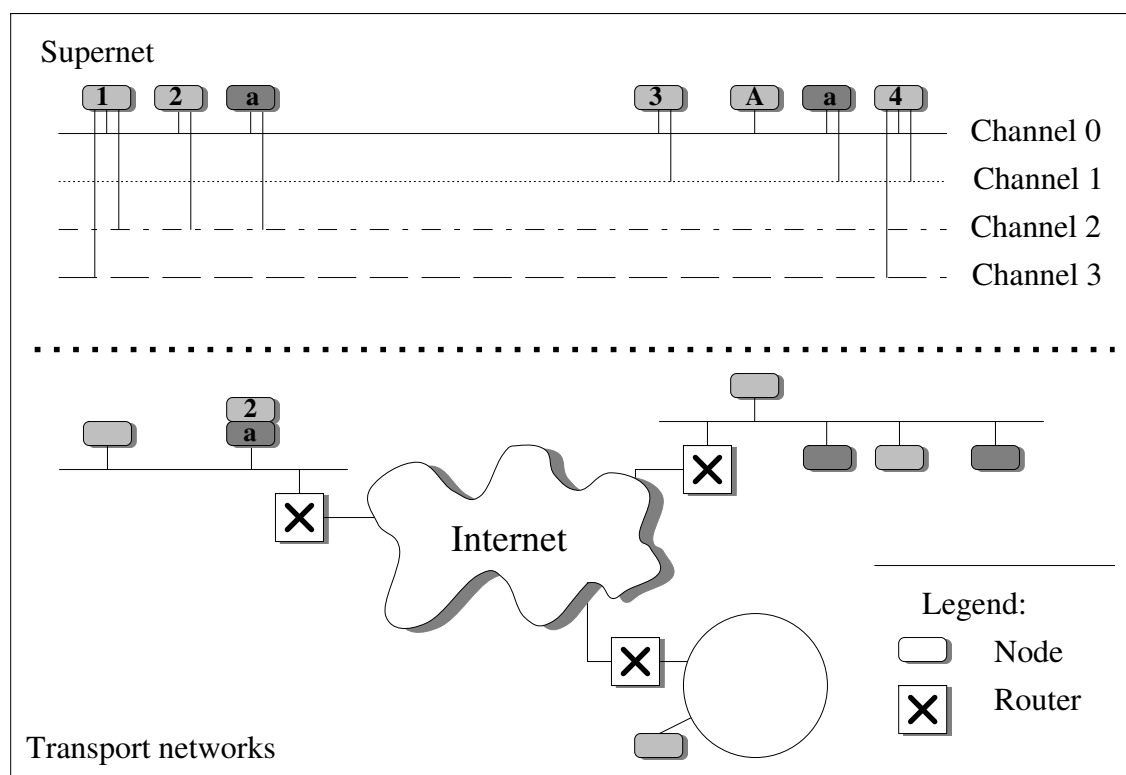 Supernet
1 2 a 3 A a 4
Channel 0
Channel 1
Channel 2
Channel 3
2
a
Internet
Legend:
Node
Router
Transport networks